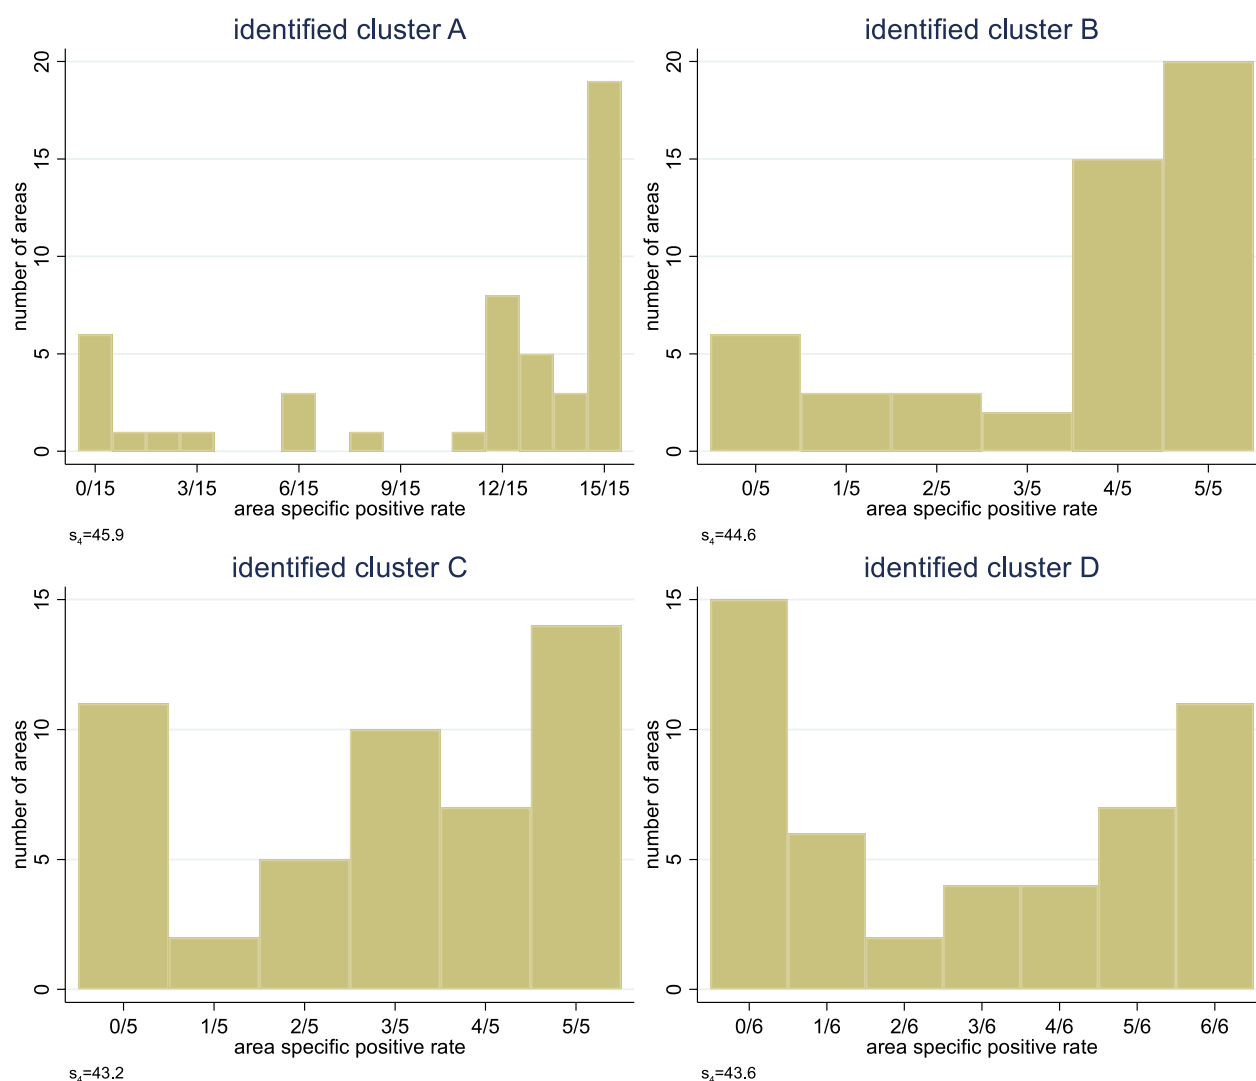 identified cluster A
number of areas
20
15
10
5
0
0/15 3/15 6/15 9/15 12/15 15/15
area specific positive rate
s4=45.9
identified cluster B
number of areas
20
15
10
5
0
0/5 1/5 2/5 3/5 4/5 5/5
area specific positive rate
s4=44.6
identified cluster C
number of areas
15
10
5
0
0/5 1/5 2/5 3/5 4/5 5/5
area specific positive rate
s4=43.2
identified cluster D
number of areas
15
10
5
0
0/6 1/6 2/6 3/6 4/6 5/6 6/6
area specific positive rate
s4=43.6